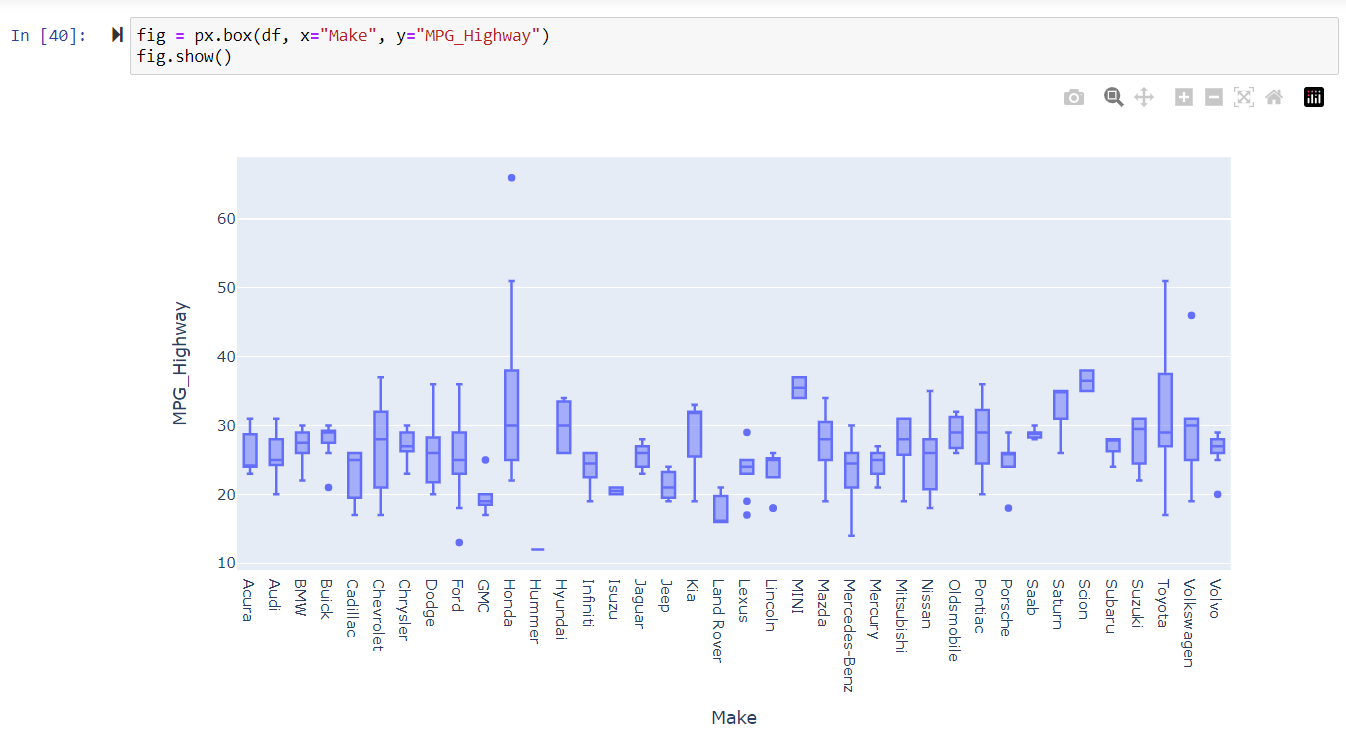 In [40]:
fig = px.box(df, x="Make", y="MPG_Highway")
fig.show()
60
50
40
30
20
10
MPG_Highway
Acura
Audi
BMW
Buick
Cadillac
Chevrolet
Chrysler
Dodge
Ford
GMC
Honda
Hummer
Hyundai
Infiniti
Isuzu
Jaguar
Jeep
Kia
Land Rover
Lexus
Lincoln
MINI
Mazda
Mercedes-Benz
Mercury
Mitsubishi
Nissan
Oldsmobile
Pontiac
Porsche
Saab
Saturn
Scion
Subaru
Suzuki
Toyota
Volkswagen
Volvo
Make